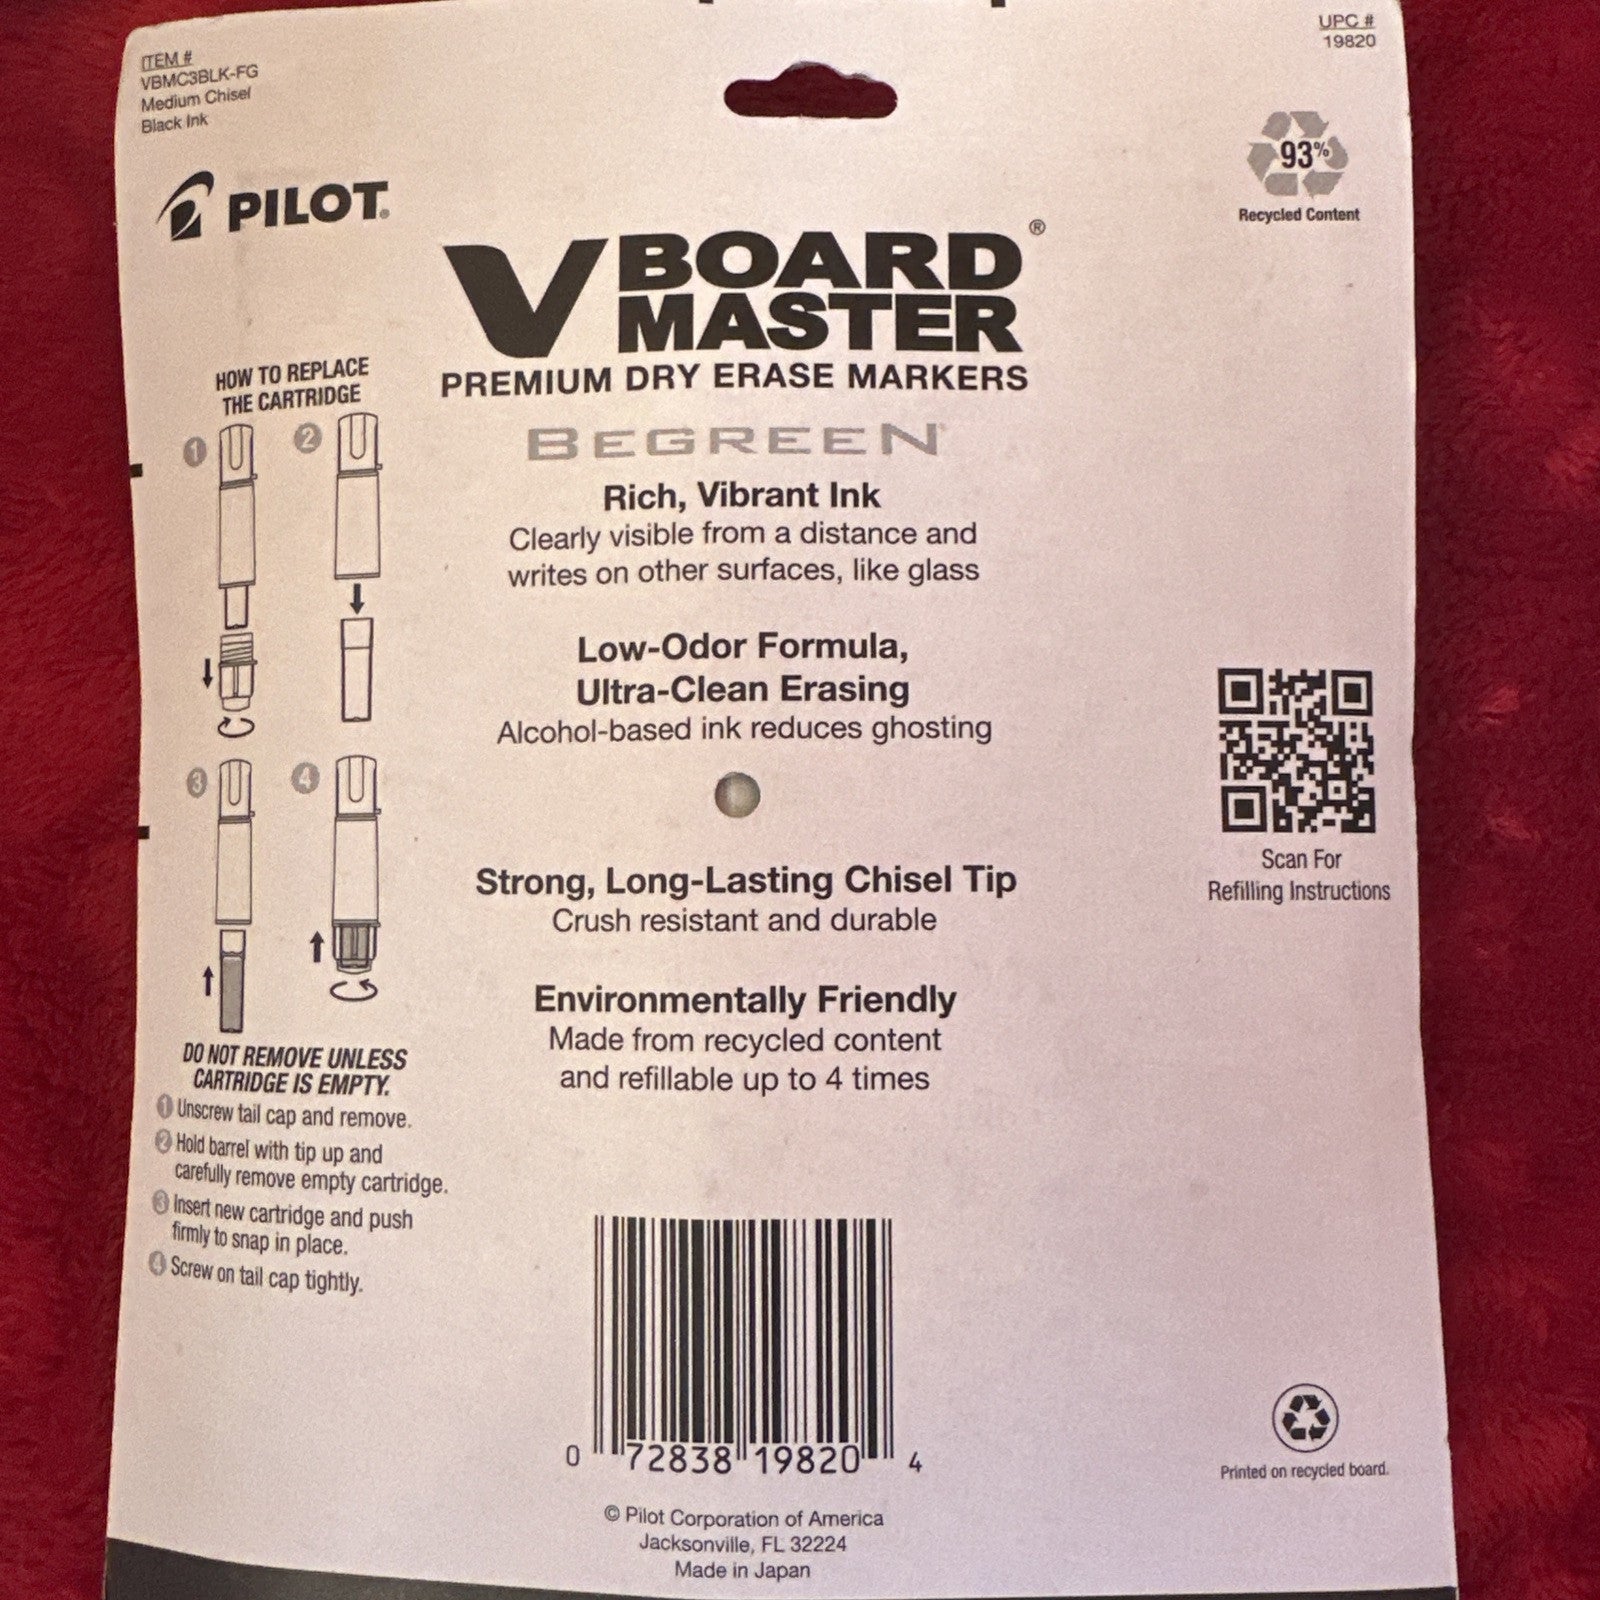 ITEM #
VBMC3BLK-FG
Medium Chisel
Black Ink
UPC #
19820
93%
Recycled Content
PILOT®
V BOARD MASTER®
PREMIUM DRY ERASE MARKERS
BEGREEN
HOW TO REPLACE
THE CARTRIDGE
1
2
3
4
DO NOT REMOVE UNLESS
CARTRIDGE IS EMPTY.
1 Unscrew tail cap and remove.
2 Hold barrel with tip up and
carefully remove empty cartridge.
3 Insert new cartridge and push
firmly to snap in place.
4 Screw on tail cap tightly.
Rich, Vibrant Ink
Clearly visible from a distance and
writes on other surfaces, like glass
Low-Odor Formula,
Ultra-Clean Erasing
Alcohol-based ink reduces ghosting
Strong, Long-Lasting Chisel Tip
Crush resistant and durable
Environmentally Friendly
Made from recycled content
and refillable up to 4 times
Scan For
Refilling Instructions
0 72838 19820 4
Printed on recycled board.
© Pilot Corporation of America
Jacksonville, FL 32224
Made in Japan